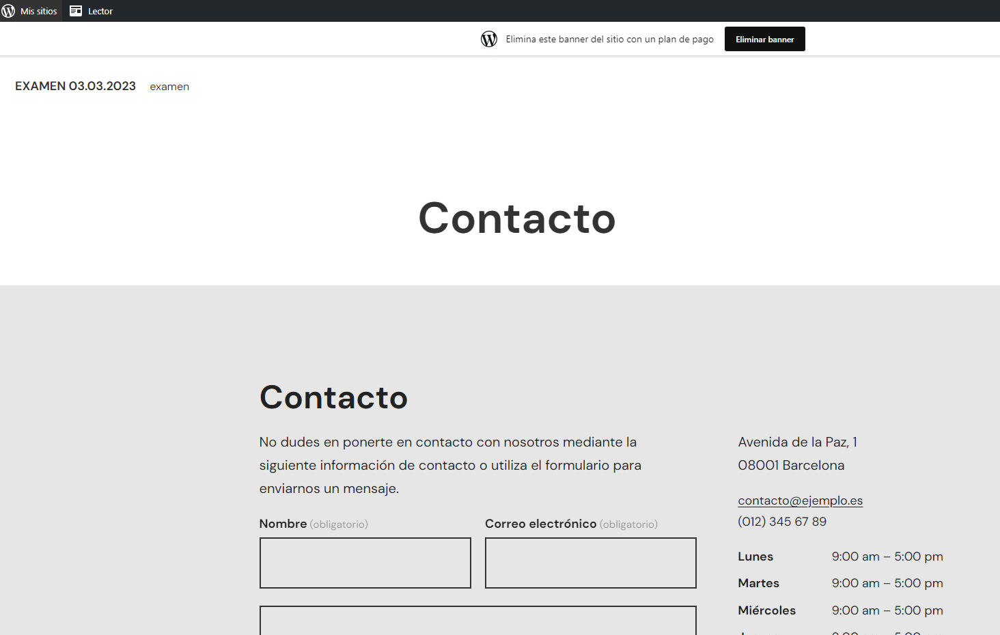 Mis sitios Lector
Elimina este banner del sitio con un plan de pago Eliminar banner
EXAMEN 03.03.2023 examen
Contacto
Contacto
No dudes en ponerte en contacto con nosotros mediante la
siguiente información de contacto o utiliza el formulario para
enviarnos un mensaje.
Nombre (obligatorio)
Correo electrónico (obligatorio)
Avenida de la Paz, 1
08001 Barcelona
contacto@ejemplo.es
(012) 345 67 89
Lunes 9:00 am – 5:00 pm
Martes 9:00 am – 5:00 pm
Miércoles 9:00 am – 5:00 pm